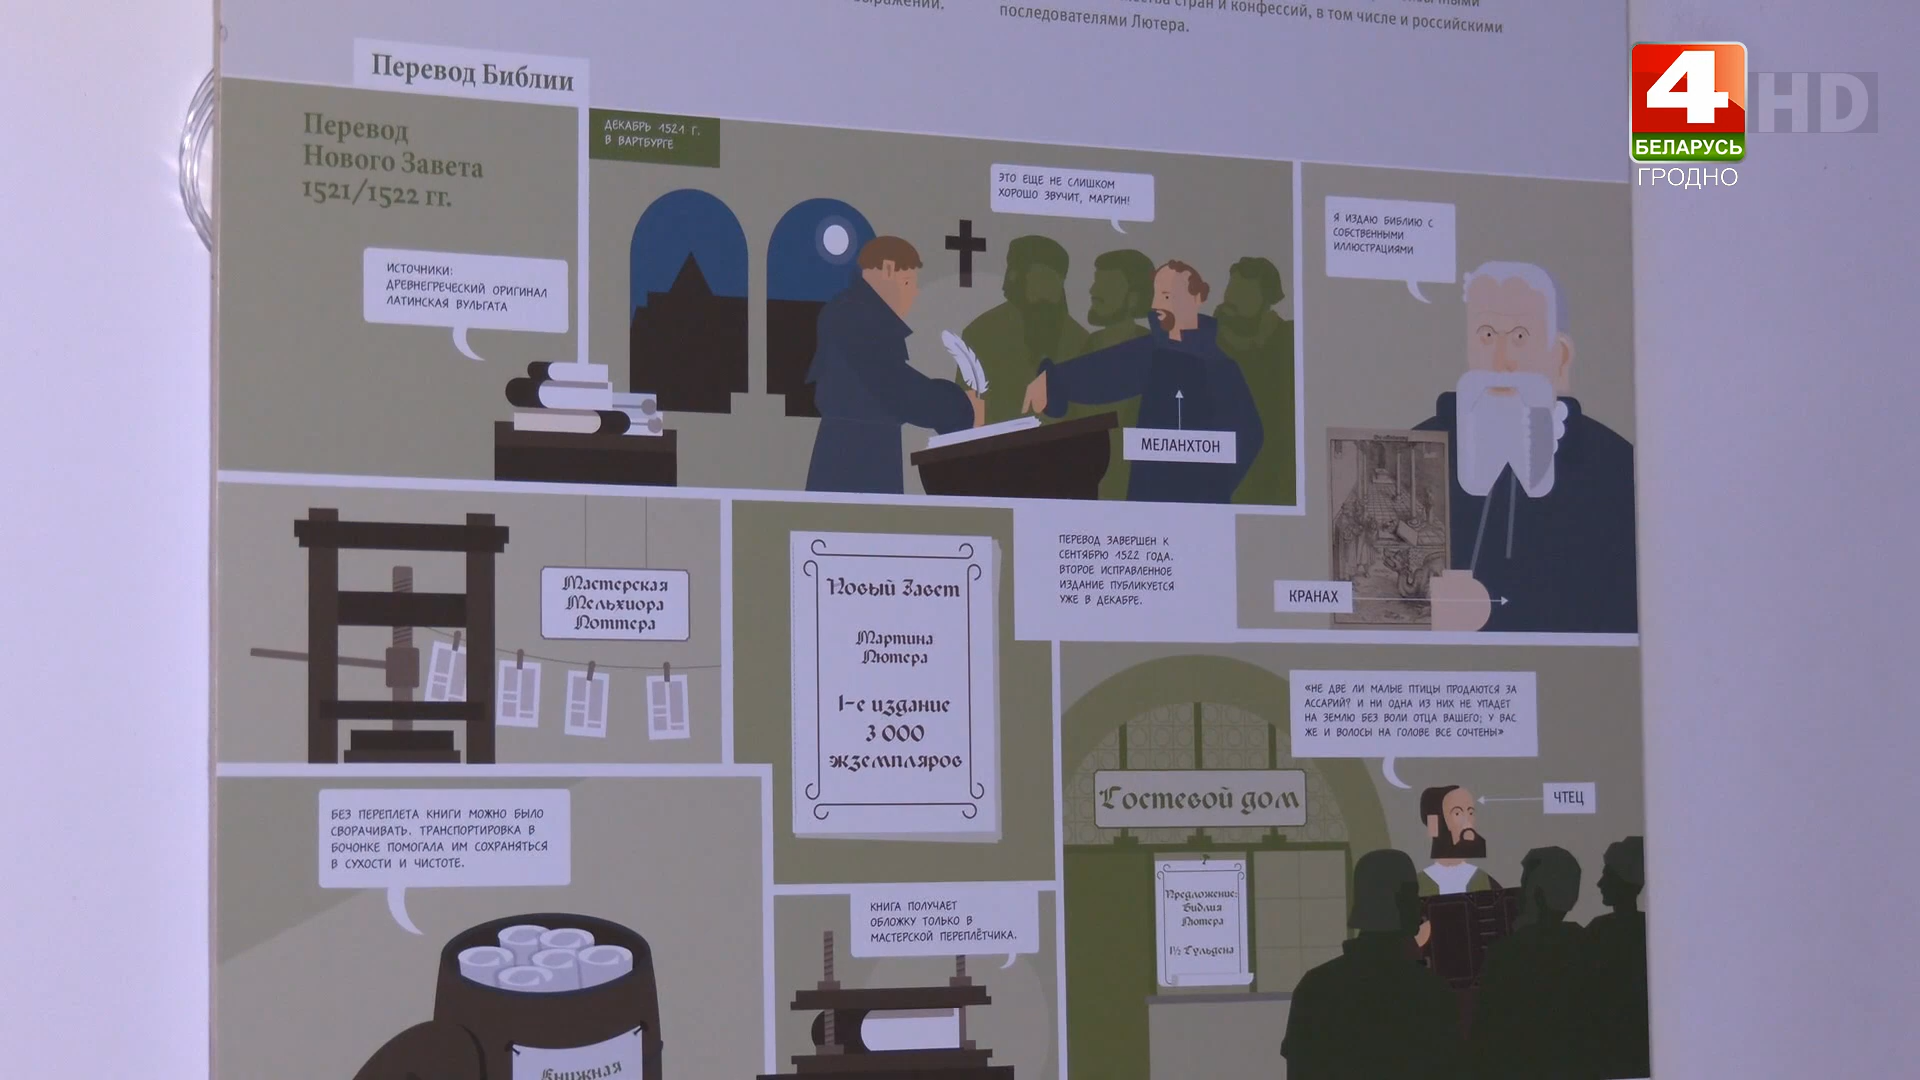 стран и конфессий, в том числе и российскими
последователями Лютера.
4
HD
БЕЛАРУСЬ
ГРОДНО
Перевод Библии
Перевод
Нового Завета
1521/1522 гг.
ДЕКАБРЬ 1521 Г.
В ВАРТБУРГЕ
ИСТОЧНИКИ:
ДРЕВНЕГРЕЧЕСКИЙ ОРИГИНАЛ
ЛАТИНСКАЯ ВУЛЬГАТА
ЭТО ЕЩЕ НЕ СЛИШКОМ
ХОРОШО ЗВУЧИТ, МАРТИН!
МЕЛАНХТОН
Я ИЗДАЮ БИБЛИЮ С
СОБСТВЕННЫМИ
ИЛЛЮСТРАЦИЯМИ
КРАНАХ
Мастерская
Мельхиора
Лоттера
Новый Завет
Мартина
Лютера
1-е издание
3 000
экземпляров
ПЕРЕВОД ЗАВЕРШЕН К
СЕНТЯБРЮ 1522 ГОДА.
ВТОРОЕ ИСПРАВЛЕННОЕ
ИЗДАНИЕ ПУБЛИКУЕТСЯ
УЖЕ В ДЕКАБРЕ.
«НЕ ДВЕ ЛИ МАЛЫЕ ПТИЦЫ ПРОДАЮТСЯ ЗА
АССАРИЙ? И НИ ОДНА ИЗ НИХ НЕ УПАДЕТ
НА ЗЕМЛЮ БЕЗ ВОЛИ ОТЦА ВАШЕГО; У ВАС
ЖЕ И ВОЛОСЫ НА ГОЛОВЕ ВСЕ СОЧТЕНЫ»
ЧТЕЦ
Гостевой дом
Предложение:
Библия
Лютера
1½ Гульдена
БЕЗ ПЕРЕПЛЕТА КНИГИ МОЖНО БЫЛО
СВОРАЧИВАТЬ. ТРАНСПОРТИРОВКА В
БОЧОНКЕ ПОМОГАЛА ИМ СОХРАНЯТЬСЯ
В СУХОСТИ И ЧИСТОТЕ.
КНИГА ПОЛУЧАЕТ
ОБЛОЖКУ ТОЛЬКО В
МАСТЕРСКОЙ ПЕРЕПЛЁТЧИКА.
Книжная